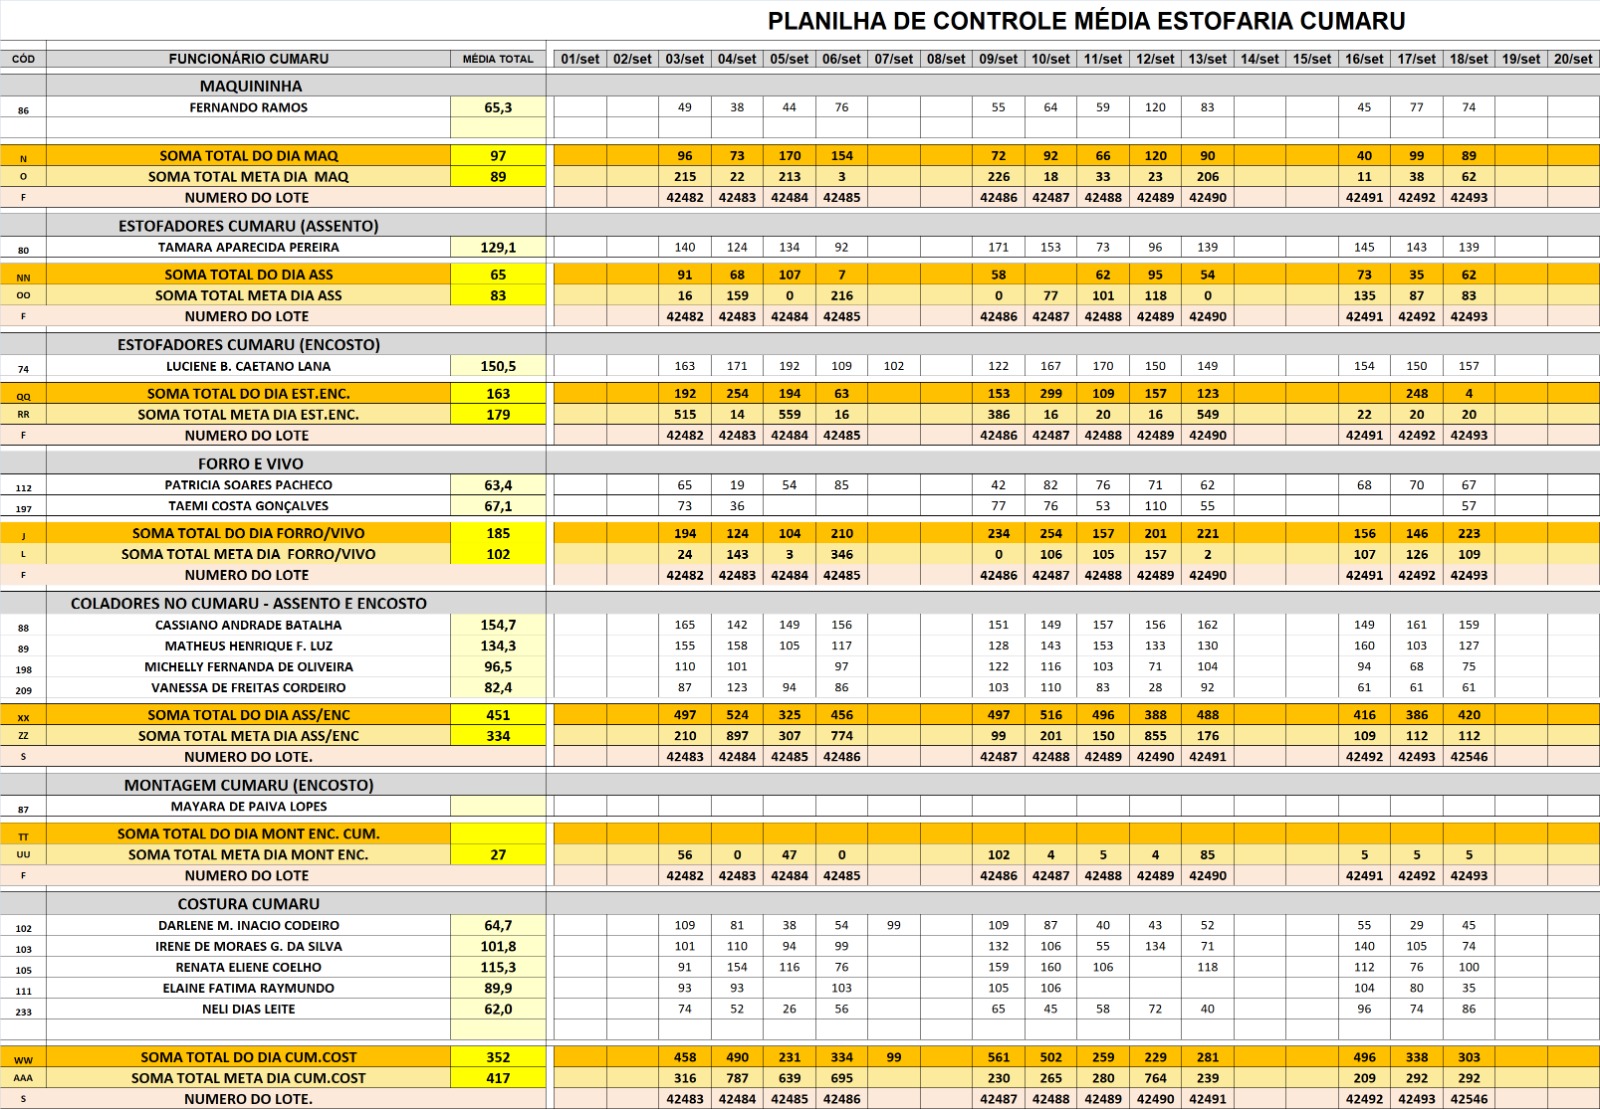 PLANILHA DE CONTROLE MÉDIA ESTOFARIA CUMARU
CÓD FUNCIONÁRIO CUMARU MÉDIA TOTAL 01/set 02/set 03/set 04/set 05/set 06/set 07/set 08/set 09/set 10/set 11/set 12/set 13/set 14/set 15/set 16/set 17/set 18/set 19/set 20/set
MAQUININHA
86 FERNANDO RAMOS 65,3 49 38 44 76 55 64 59 120 83 45 77 74
N SOMA TOTAL DO DIA MAQ 97 96 73 170 154 72 92 66 120 90 40 99 89
O SOMA TOTAL META DIA MAQ 89 215 22 213 3 226 18 33 23 206 11 38 62
F NUMERO DO LOTE 42482 42483 42484 42485 42486 42487 42488 42489 42490 42491 42492 42493
ESTOFADORES CUMARU (ASSENTO)
80 TAMARA APARECIDA PEREIRA 129,1 140 124 134 92 171 153 73 96 139 145 143 139
NN SOMA TOTAL DO DIA ASS 65 91 68 107 7 58 62 95 54 73 35 62
OO SOMA TOTAL META DIA ASS 83 16 159 0 216 0 77 101 118 0 135 87 83
F NUMERO DO LOTE 42482 42483 42484 42485 42486 42487 42488 42489 42490 42491 42492 42493
ESTOFADORES CUMARU (ENCOSTO)
74 LUCIENE B. CAETANO LANA 150,5 163 171 192 109 102 122 167 170 150 149 154 150 157
QQ SOMA TOTAL DO DIA EST.ENC. 163 192 254 194 63 153 299 109 157 123 248 4
RR SOMA TOTAL META DIA EST.ENC. 179 515 14 559 16 386 16 20 16 549 22 20 20
F NUMERO DO LOTE 42482 42483 42484 42485 42486 42487 42488 42489 42490 42491 42492 42493
FORRO E VIVO
112 PATRICIA SOARES PACHECO 63,4 65 19 54 85 42 82 76 71 62 68 70 67
197 TAEMI COSTA GONÇALVES 67,1 73 36 77 76 53 110 55 57
J SOMA TOTAL DO DIA FORRO/VIVO 185 194 124 104 210 234 254 157 201 221 156 146 223
L SOMA TOTAL META DIA FORRO/VIVO 102 24 143 3 346 0 106 105 157 2 107 126 109
F NUMERO DO LOTE 42482 42483 42484 42485 42486 42487 42488 42489 42490 42491 42492 42493
COLADORES NO CUMARU - ASSENTO E ENCOSTO
88 CASSIANO ANDRADE BATALHA 154,7 165 142 149 156 151 149 157 156 162 149 161 159
89 MATHEUS HENRIQUE F. LUZ 134,3 155 158 105 117 128 143 153 133 130 160 103 127
198 MICHELLY FERNANDA DE OLIVEIRA 96,5 110 101 97 122 116 103 71 104 94 68 75
209 VANESSA DE FREITAS CORDEIRO 82,4 87 123 94 86 103 110 83 28 92 61 61 61
XX SOMA TOTAL DO DIA ASS/ENC 451 497 524 325 456 497 516 496 388 488 416 386 420
ZZ SOMA TOTAL META DIA ASS/ENC 334 210 897 307 774 99 201 150 855 176 109 112 112
S NUMERO DO LOTE. 42483 42484 42485 42486 42487 42488 42489 42490 42491 42492 42493 42546
MONTAGEM CUMARU (ENCOSTO)
87 MAYARA DE PAIVA LOPES
TT SOMA TOTAL DO DIA MONT ENC. CUM.
UU SOMA TOTAL META DIA MONT ENC. 27 56 0 47 0 102 4 5 4 85 5 5 5
F NUMERO DO LOTE 42482 42483 42484 42485 42486 42487 42488 42489 42490 42491 42492 42493
COSTURA CUMARU
102 DARLENE M. INACIO CODEIRO 64,7 109 81 38 54 99 109 87 40 43 52 55 29 45
103 IRENE DE MORAES G. DA SILVA 101,8 101 110 94 99 132 106 55 134 71 140 105 74
105 RENATA ELIENE COELHO 115,3 91 154 116 76 159 160 106 118 112 76 100
111 ELAINE FATIMA RAYMUNDO 89,9 93 93 103 105 106 104 80 35
233 NELI DIAS LEITE 62,0 74 52 26 56 65 45 58 72 40 96 74 86
WW SOMA TOTAL DO DIA CUM.COST 352 458 490 231 334 99 561 502 259 229 281 496 338 303
AAA SOMA TOTAL META DIA CUM.COST 417 316 787 639 695 230 265 280 764 239 209 292 292
S NUMERO DO LOTE. 42483 42484 42485 42486 42487 42488 42489 42490 42491 42492 42493 42546